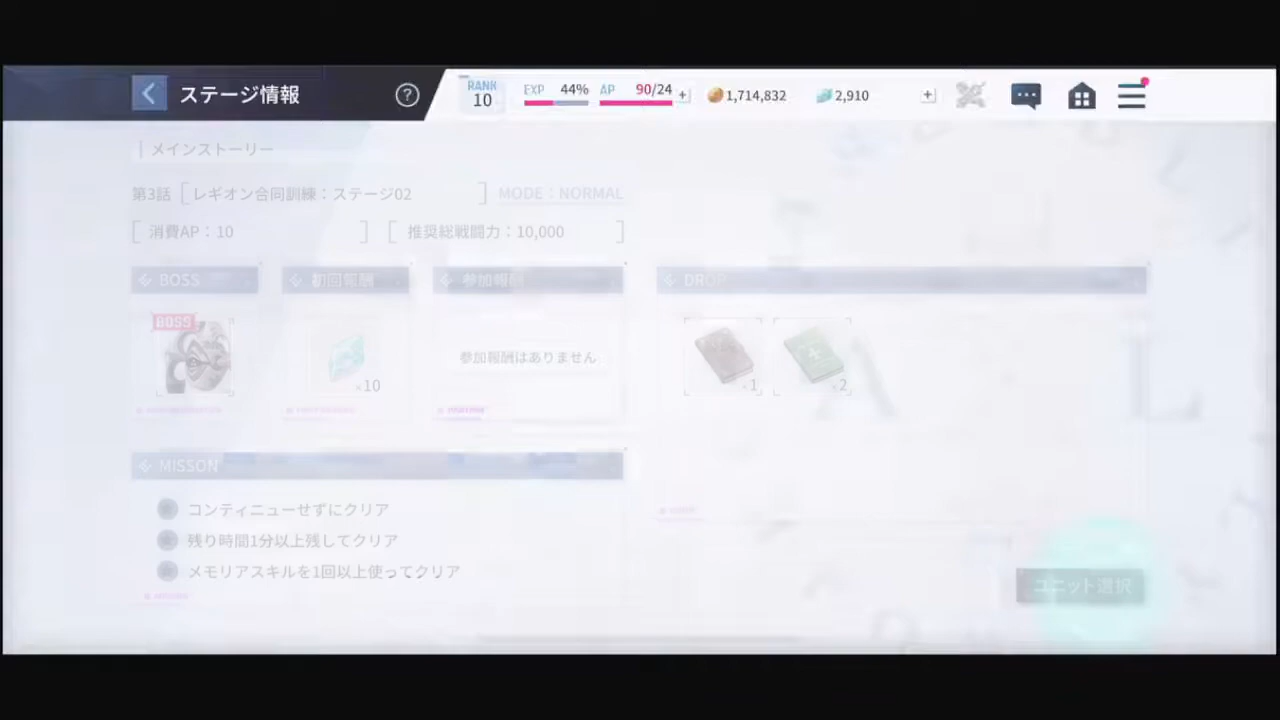 ステージ情報
?
RANK
10
EXP 44%
AP 90/24
1,714,832
2,910
メインストーリー
第3話 [レギオン合同訓練：ステージ02] MODE：NORMAL
[消費AP：10] [推奨総戦闘力：10,000]
BOSS
初回報酬
参加報酬
DROP
BOSS
×10
参加報酬はありません
×1
×2
MISSON
コンティニューせずにクリア
残り時間1分以上残してクリア
メモリアスキルを1回以上使ってクリア
ユニット選択